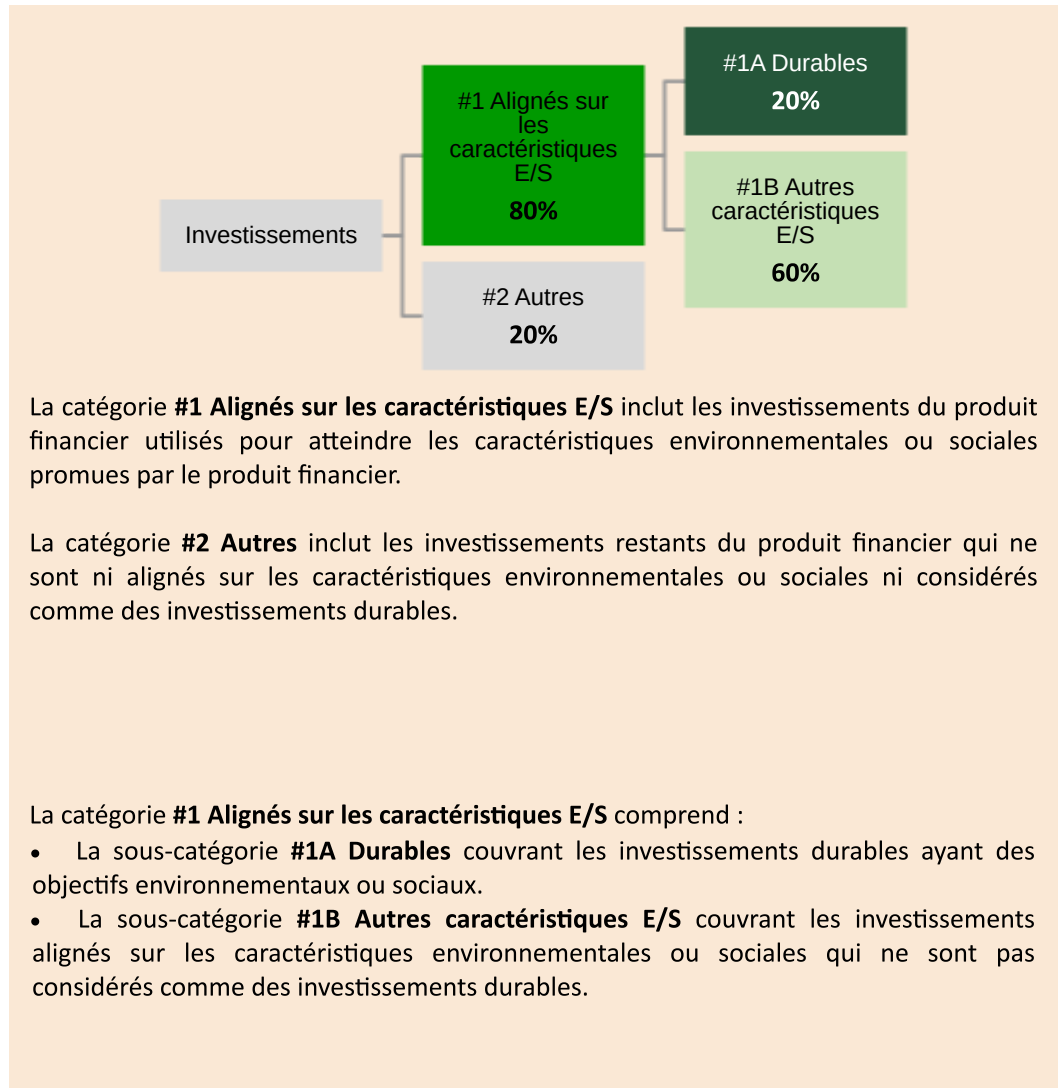 #1A Durables
20%
#1 Alignés sur
les
caractéristiques
E/S
80%
#1B Autres
caractéristiques
E/S
60%
Investissements
#2 Autres
20%
La catégorie #1 Alignés sur les caractéristiques E/S inclut les investissements du produit
financier utilisés pour atteindre les caractéristiques environnementales ou sociales
promues par le produit financier.
La catégorie #2 Autres inclut les investissements restants du produit financier qui ne
sont ni alignés sur les caractéristiques environnementales ou sociales ni considérés
comme des investissements durables.
La catégorie #1 Alignés sur les caractéristiques E/S comprend :
• La sous-catégorie #1A Durables couvrant les investissements durables ayant des
objectifs environnementaux ou sociaux.
• La sous-catégorie #1B Autres caractéristiques E/S couvrant les investissements
alignés sur les caractéristiques environnementales ou sociales qui ne sont pas
considérés comme des investissements durables.